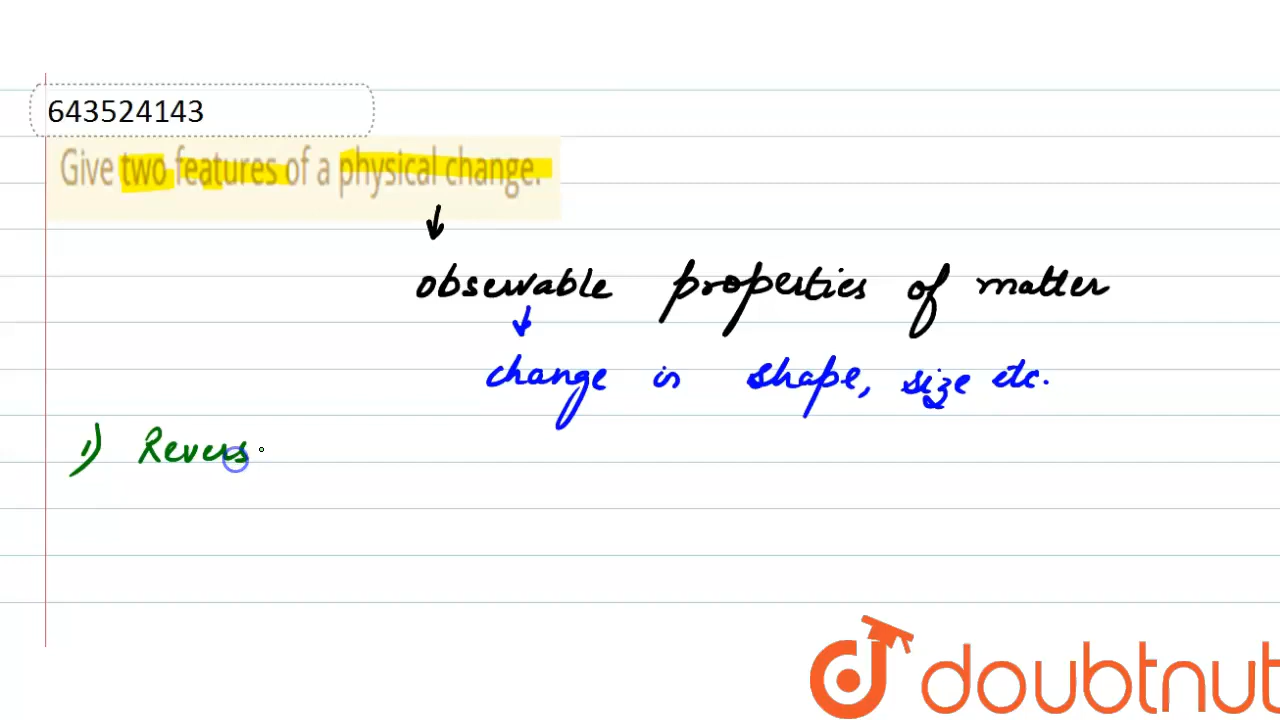 643524143
Give two features of a physical change.
↓
observable properties of matter
↓
change in shape, size etc.
1) Revers
doubtnut